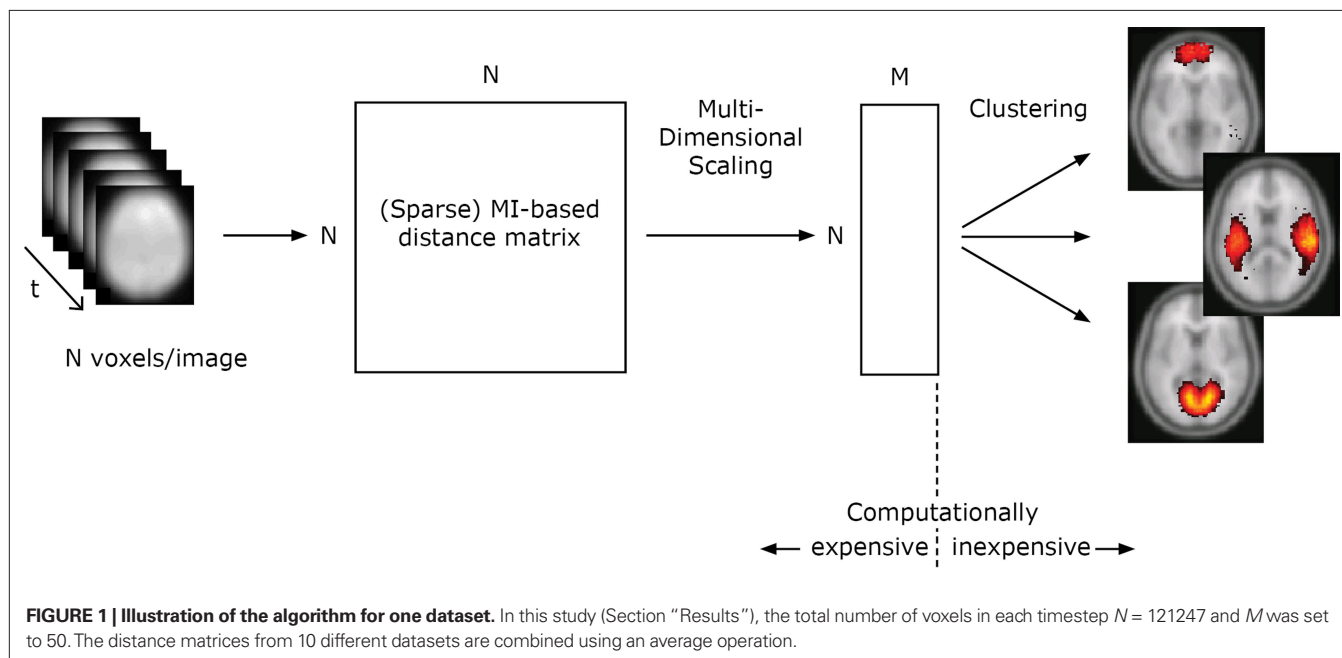 N
M
Multi-
Dimensional
Scaling
Clustering
N
(Sparse) MI-based
distance matrix
N
t
N voxels/image
Computationally
expensive
inexpensive
FIGURE 1 | Illustration of the algorithm for one dataset. In this study (Section “Results”), the total number of voxels in each timestep N = 121247 and M was set
to 50. The distance matrices from 10 different datasets are combined using an average operation.